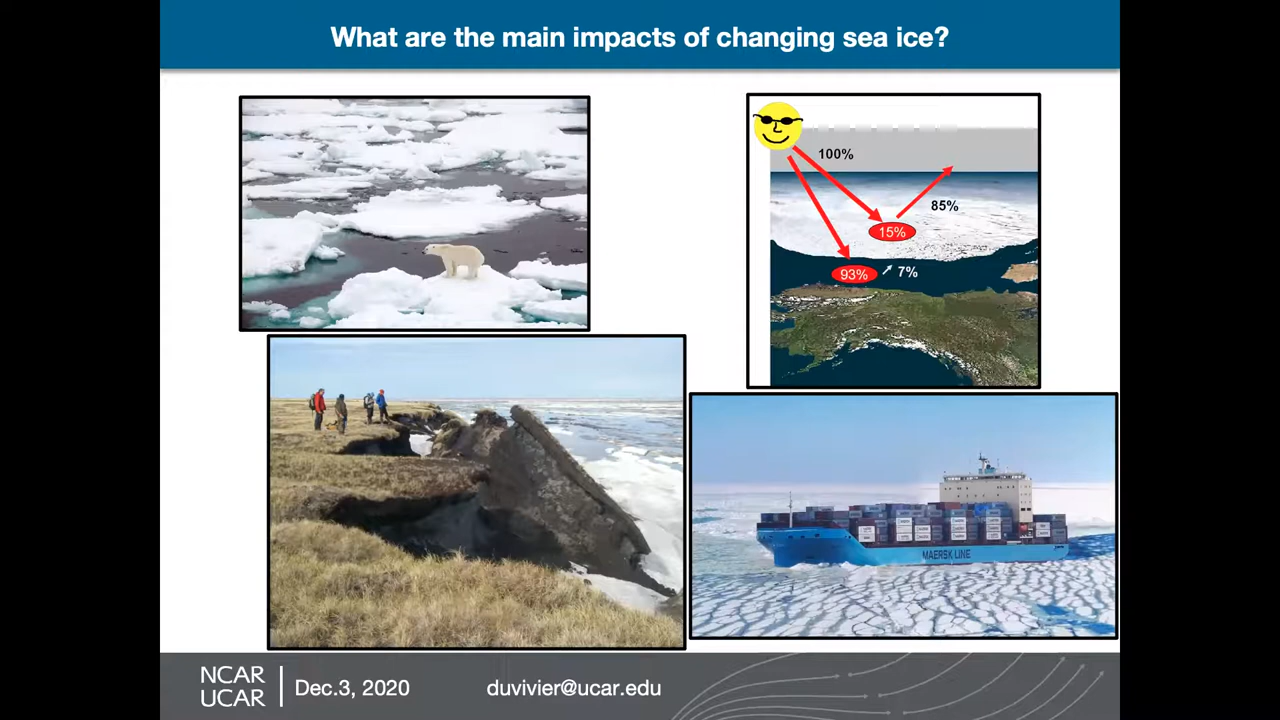 What are the main impacts of changing sea ice?
100%
85%
15%
93%
7%
MAERSK LINE
NCAR
UCAR
Dec.3, 2020
duvivier@ucar.edu